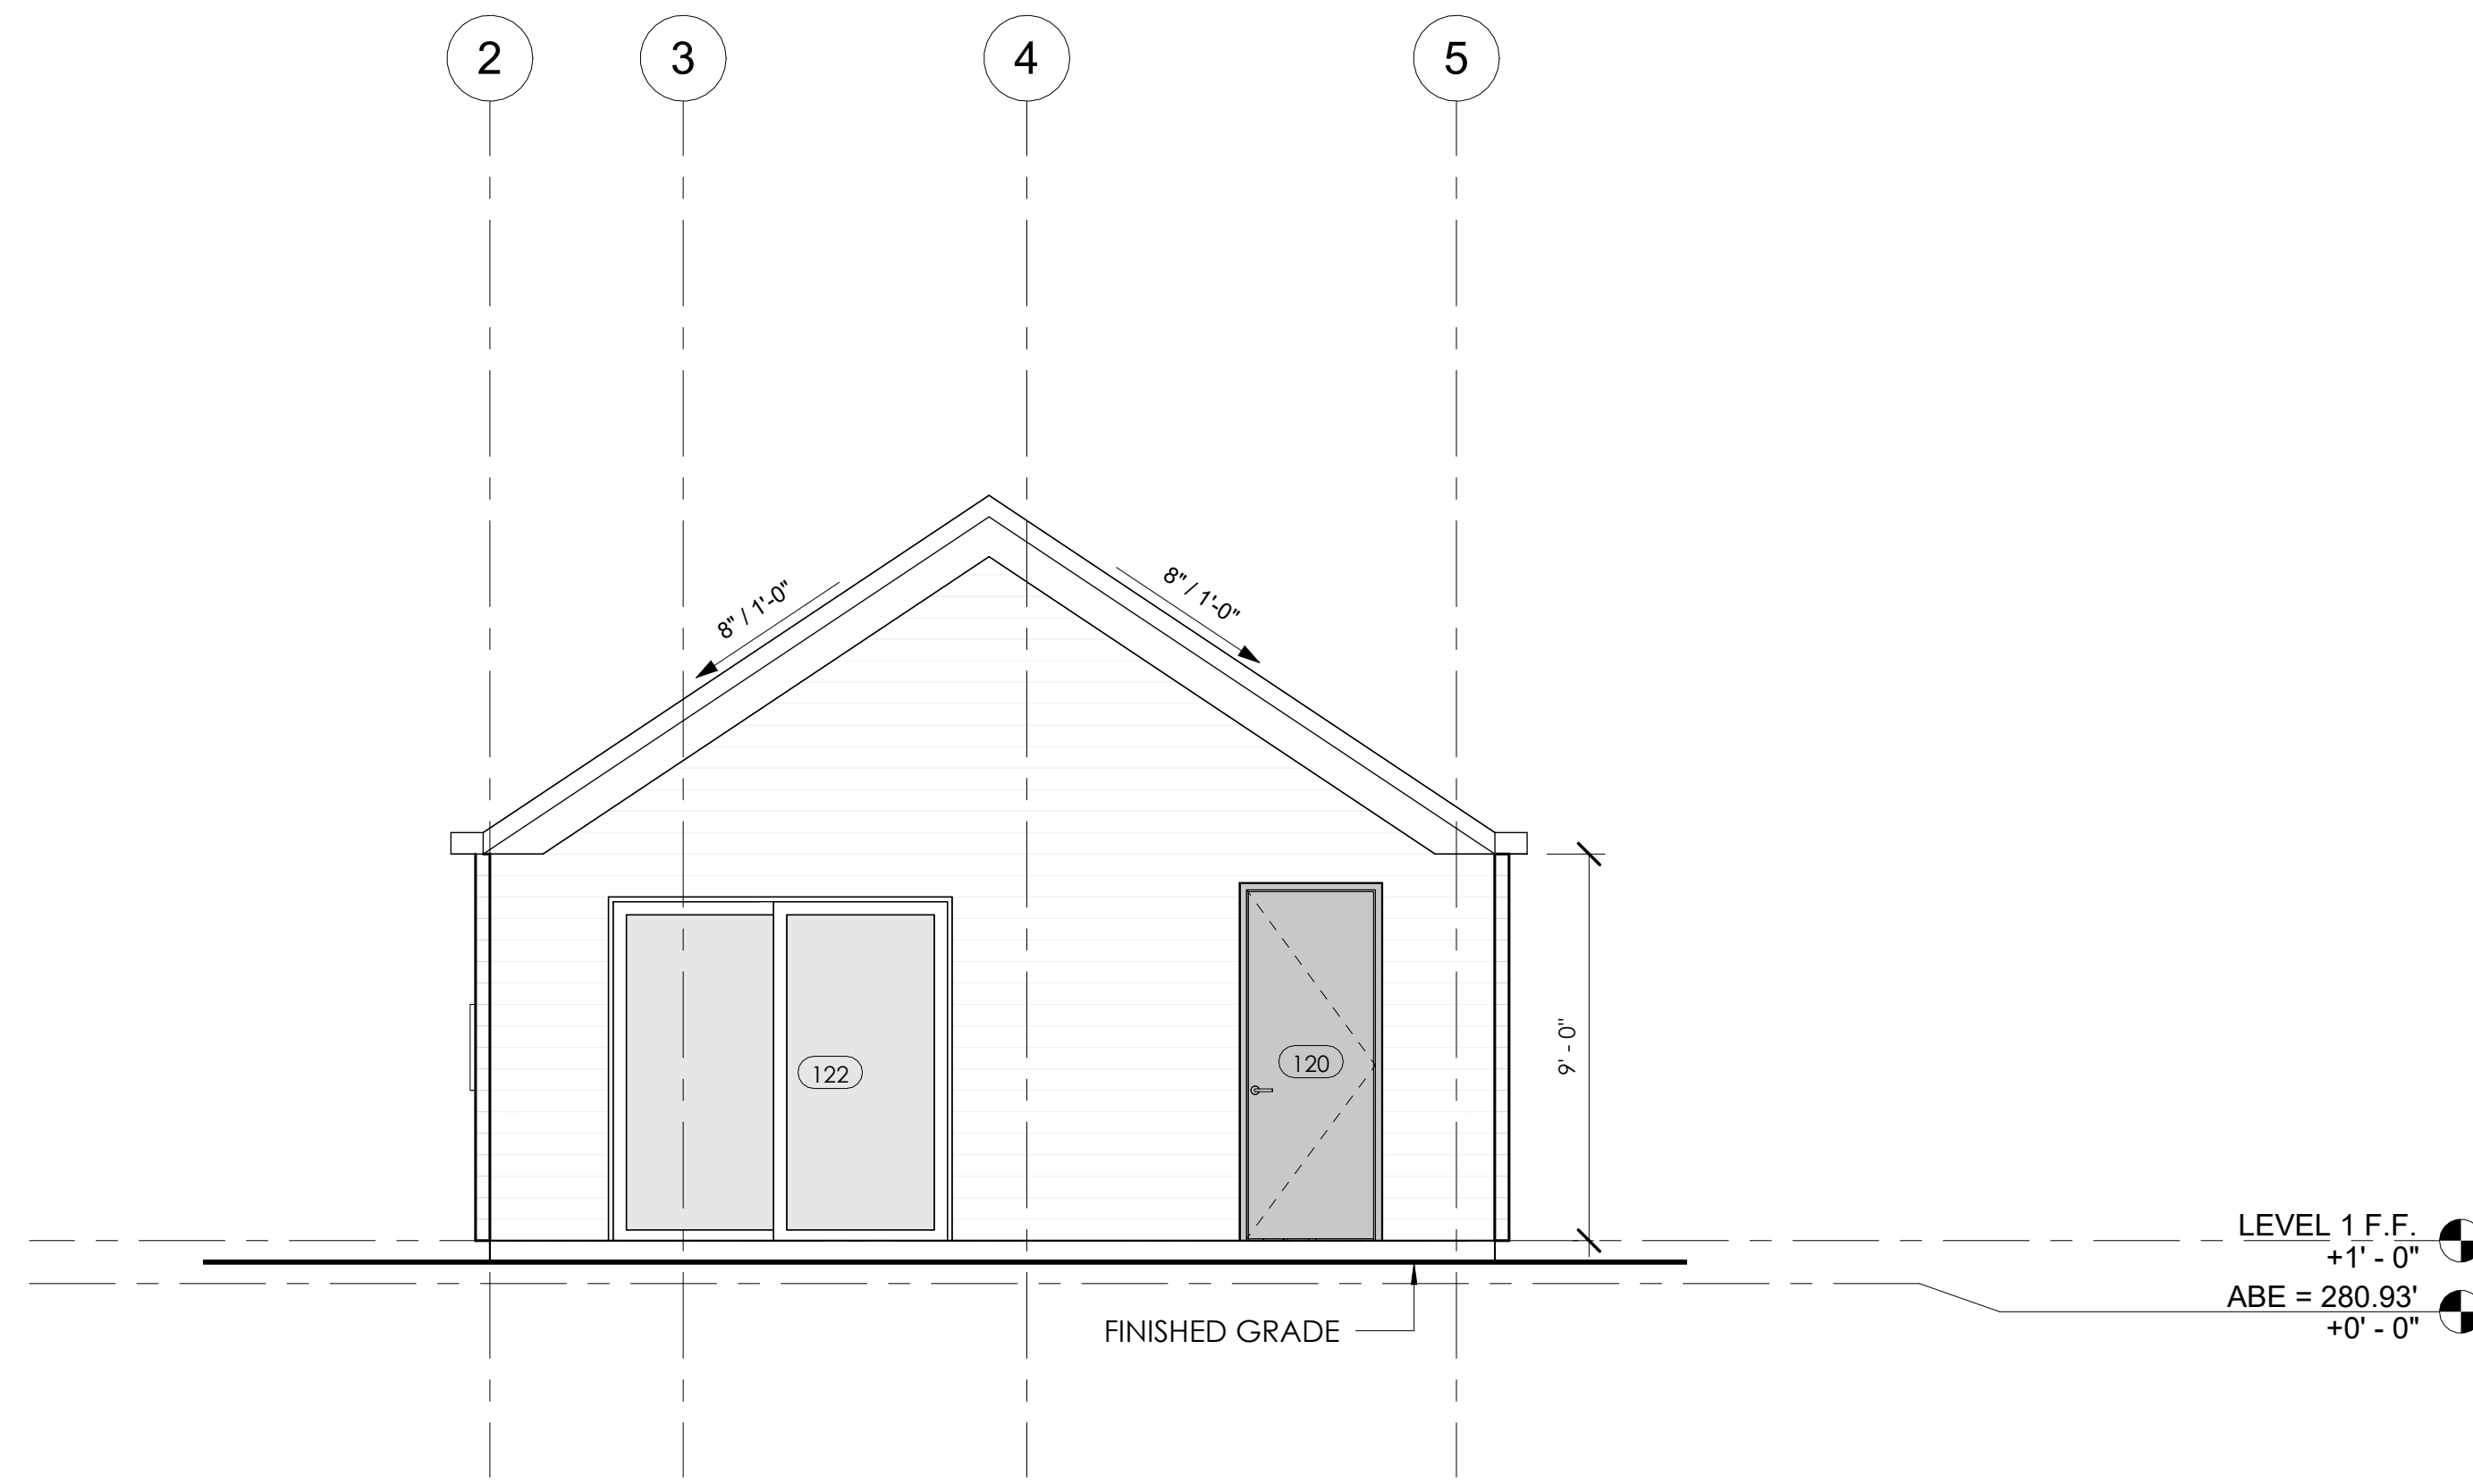 2
3
4
5
8" / 1'-0"
8" / 1'-0"
122
120
9' - 0"
LEVEL 1 F.F.
+1' - 0"
ABE = 280.93'
+0' - 0"
FINISHED GRADE